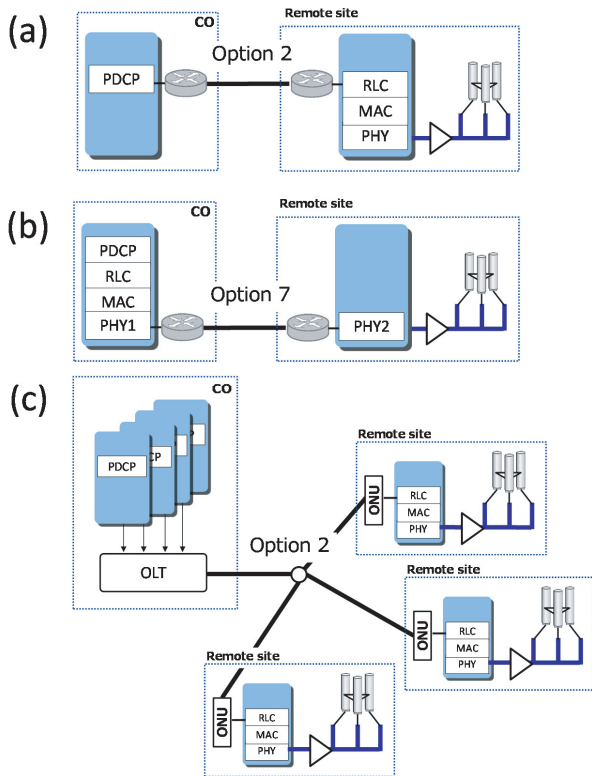 (a)
CO
Remote site
Option 2
PDCP
RLC
MAC
PHY
(b)
CO
Remote site
PDCP
RLC
MAC
PHY1
Option 7
PHY2
(c)
CO
PDCP
CP
P
OLT
Option 2
Remote site
ONU
RLC
MAC
PHY
Remote site
ONU
RLC
MAC
PHY
Remote site
ONU
RLC
MAC
PHY